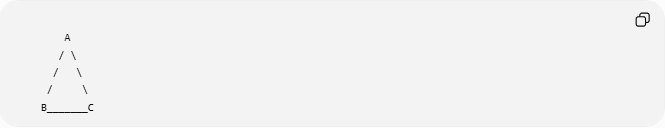 A
   / \
  /   \
 /     \
B_______C